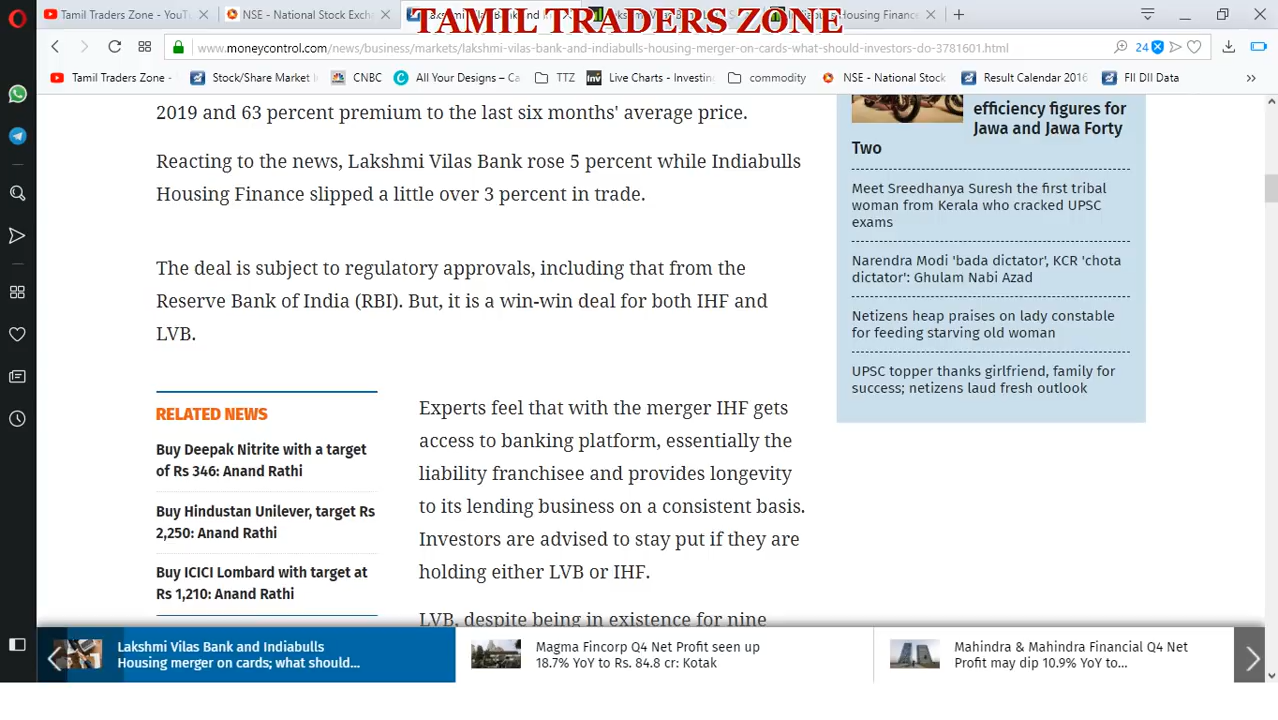 TAMIL TRADERS ZONE
Tamil Traders Zone - YouT
NSE - National Stock Exch
Indiabulls Housing Finance
www.moneycontrol.com/news/business/markets/lakshmi-vilas-bank-and-indiabulls-housing-merger-on-cards-what-should-investors-do-3781601.html
24
Tamil Traders Zone -
Stock/Share Market
CNBC
All Your Designs – Ca
TTZ
Inv
Live Charts - Investin
commodity
NSE - National Stock
Result Calendar 2016
FII DII Data
2019 and 63 percent premium to the last six months' average price.
Reacting to the news, Lakshmi Vilas Bank rose 5 percent while Indiabulls
Housing Finance slipped a little over 3 percent in trade.
The deal is subject to regulatory approvals, including that from the
Reserve Bank of India (RBI). But, it is a win-win deal for both IHF and
LVB.
RELATED NEWS
Buy Deepak Nitrite with a target
of Rs 346: Anand Rathi
Buy Hindustan Unilever, target Rs
2,250: Anand Rathi
Buy ICICI Lombard with target at
Rs 1,210: Anand Rathi
Experts feel that with the merger IHF gets
access to banking platform, essentially the
liability franchisee and provides longevity
to its lending business on a consistent basis.
Investors are advised to stay put if they are
holding either LVB or IHF.
LVB, despite being in existence for nine
efficiency figures for
Jawa and Jawa Forty
Two
Meet Sreedhanya Suresh the first tribal
woman from Kerala who cracked UPSC
exams
Narendra Modi 'bada dictator', KCR 'chota
dictator': Ghulam Nabi Azad
Netizens heap praises on lady constable
for feeding starving old woman
UPSC topper thanks girlfriend, family for
success; netizens laud fresh outlook
Lakshmi Vilas Bank and Indiabulls
Housing merger on cards; what should...
Magma Fincorp Q4 Net Profit seen up
18.7% YoY to Rs. 84.8 cr: Kotak
Mahindra & Mahindra Financial Q4 Net
Profit may dip 10.9% YoY to...